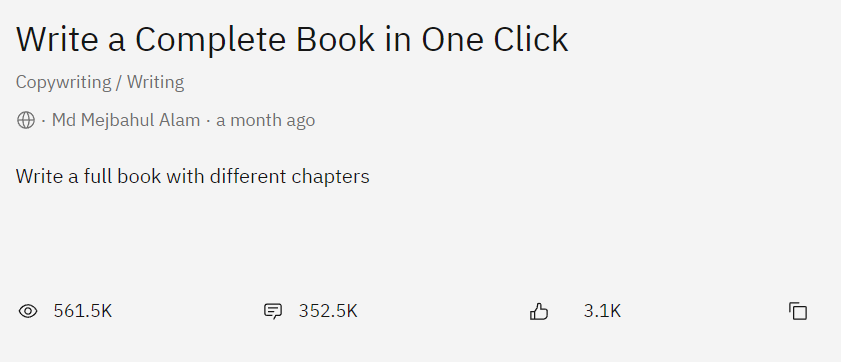 Write a Complete Book in One Click
Copywriting / Writing
· Md Mejbahul Alam · a month ago
Write a full book with different chapters
561.5K 352.5K 3.1K